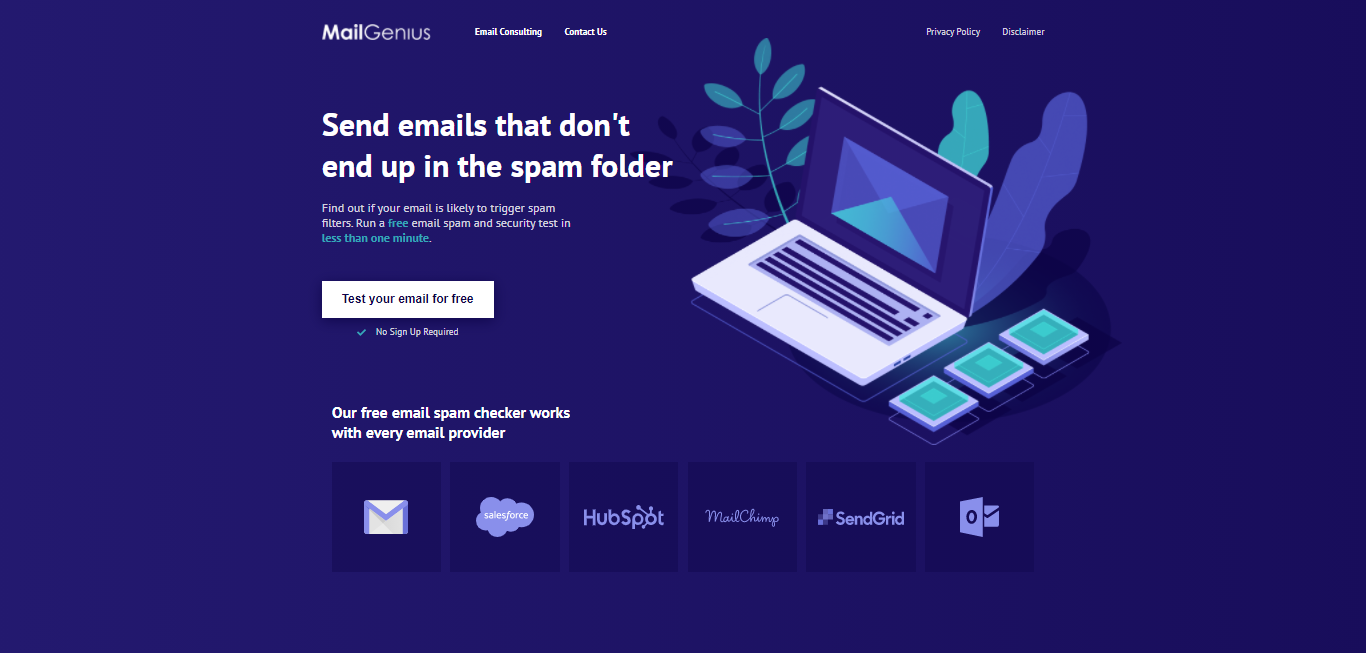 MailGenius
Email Consulting
Contact Us
Privacy Policy
Disclaimer
Send emails that don't
end up in the spam folder
Find out if your email is likely to trigger spam
filters. Run a free email spam and security test in
less than one minute.
Test your email for free
No Sign Up Required
Our free email spam checker works
with every email provider
salesforce
HubSpot
MailChimp
SendGrid
O